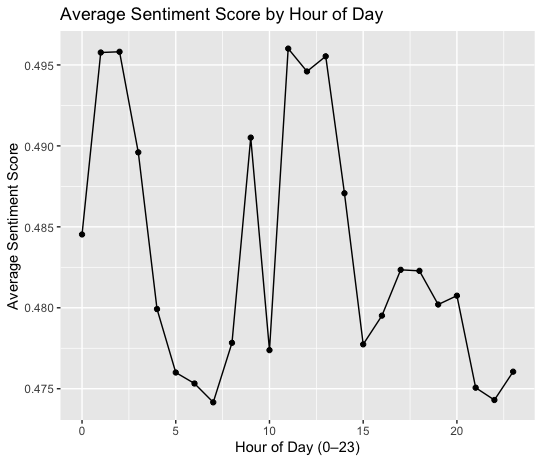 Average Sentiment Score by Hour of Day
Average Sentiment Score
0.495
0.490
0.485
0.480
0.475
0 5 10 15 20
Hour of Day (0–23)